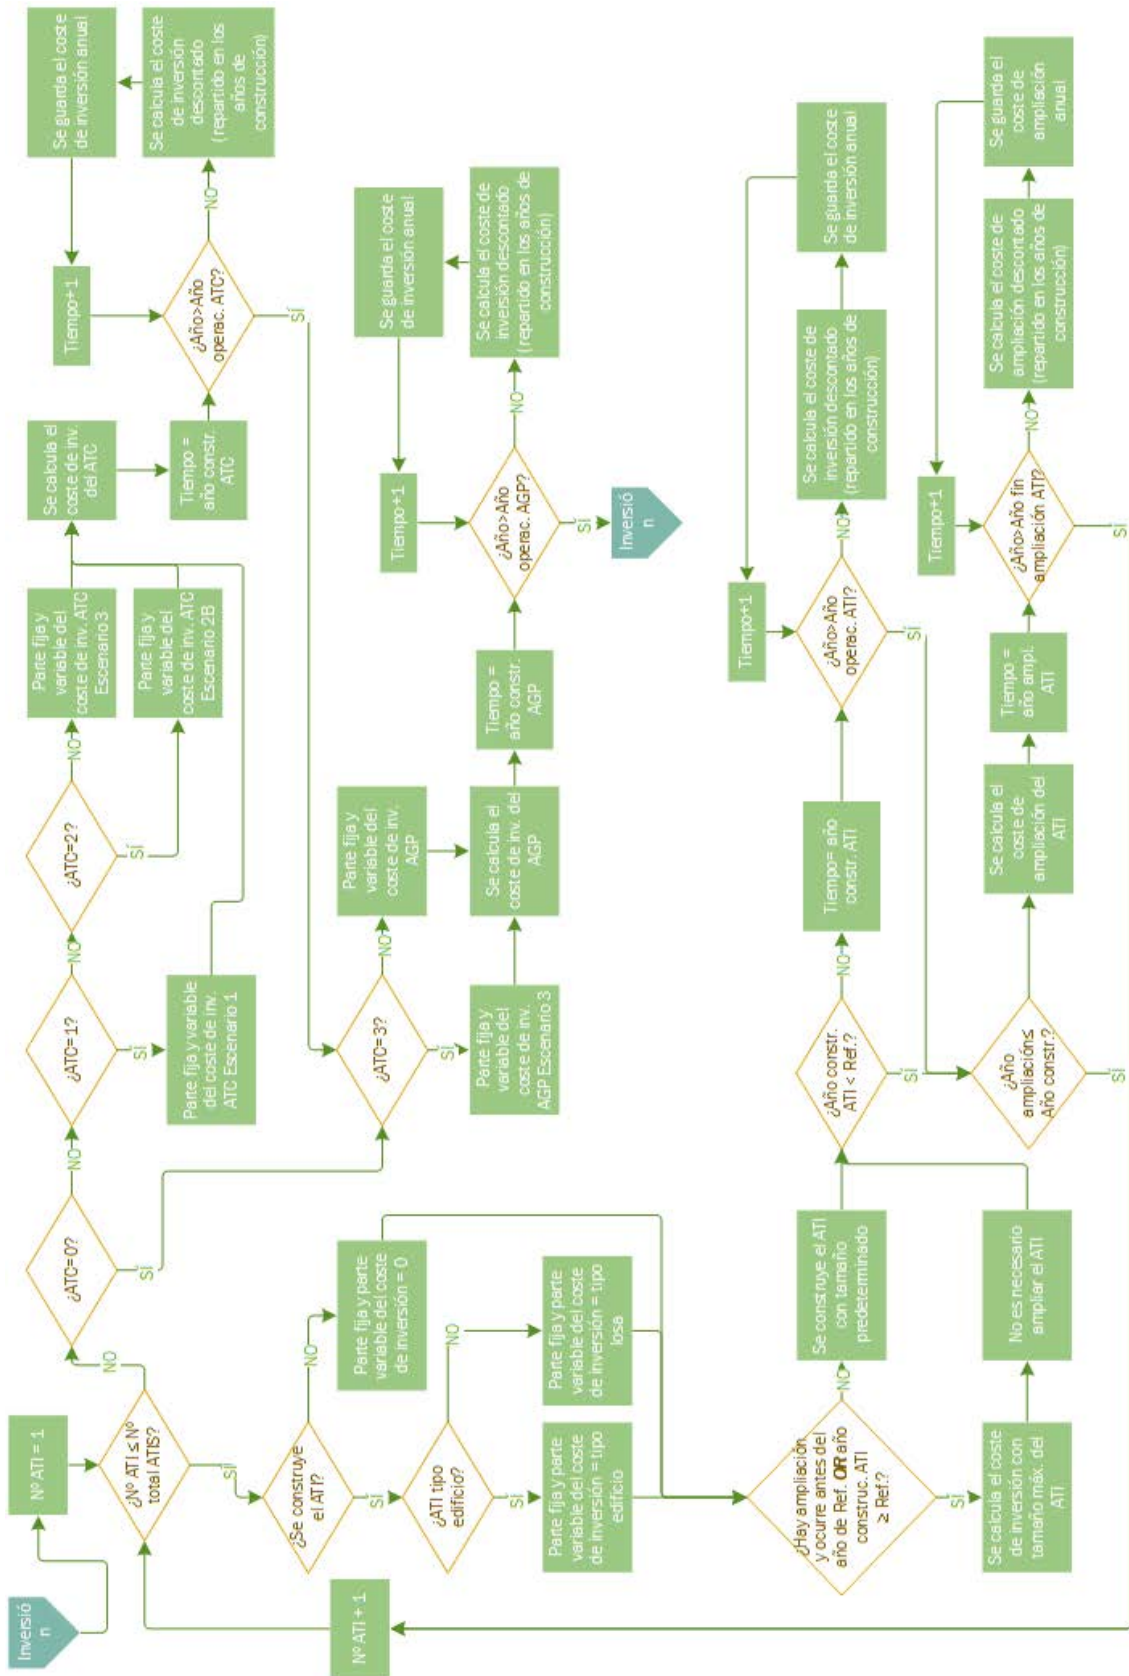 Inversió
n
Nº ATI = 1
¿Nº ATI ≤ Nº
total ATIS?
NO
SÍ
Nº ATI + 1
¿ATC=0?
NO
SÍ
¿ATC=1?
NO
SÍ
Parte fija y variable
del coste de inv.
ATC Escenario 1
¿ATC=2?
NO
SÍ
Parte fija y
variable del
coste de inv. ATC
Escenario 3
Parte fija y
variable del
coste de inv. ATC
Escenario 2B
Se calcula el
coste de inv.
del ATC
Tiempo =
año constr.
ATC
Tiempo+1
¿Año>Año
operac. ATC?
NO
SÍ
Se calcula el coste
de inversión
descontado
(repartido en los
años de
construcción)
Se guarda el coste
de inversión anual
¿ATC=3?
NO
SÍ
Parte fija y
variable del
coste de inv.
AGP
Parte fija y
variable del
coste de inv.
AGP Escenario 3
Se calcula el
coste de inv. del
AGP
Tiempo =
año constr.
AGP
Tiempo+1
¿Año>Año
operac. AGP?
NO
SÍ
Se calcula el coste de
inversión descontado
(repartido en los años de
construcción)
Se guarda el coste
de inversión anual
Inversió
n
¿Se construye
el ATI?
NO
SÍ
Parte fija y parte
variable del coste
de inversión = 0
¿ATI tipo
edificio?
NO
SÍ
Parte fija y parte
variable del coste
de inversión = tipo
losa
Parte fija y parte
variable del coste
de inversión = tipo
edificio
¿Hay ampliación
y ocurre antes del
año de Ref. OR año
construc. ATI
≥ Ref.?
NO
SÍ
Se construye el ATI
con tamaño
predeterminado
Se calcula el coste
de inversión con
tamaño máx. del
ATI
No es necesario
ampliar el ATI
¿Año constr.
ATI < Ref.?
NO
SÍ
Tiempo= año
constr. ATI
Tiempo+1
¿Año>Año
operac. ATI?
NO
SÍ
Se calcula el coste de
inversión descontado
(repartido en los años de
construcción)
Se guarda el coste
de inversión anual
¿Año
ampliación≤
Año constr.?
SÍ
Se calcula el
coste de
ampliación del
ATI
Tiempo =
año ampl.
ATI
Tiempo+1
¿Año>Año fin
ampliación ATI?
NO
SÍ
Se calcula el coste de
ampliación descontado
(repartido en los años de
construcción)
Se guarda el
coste de
ampliación
anual